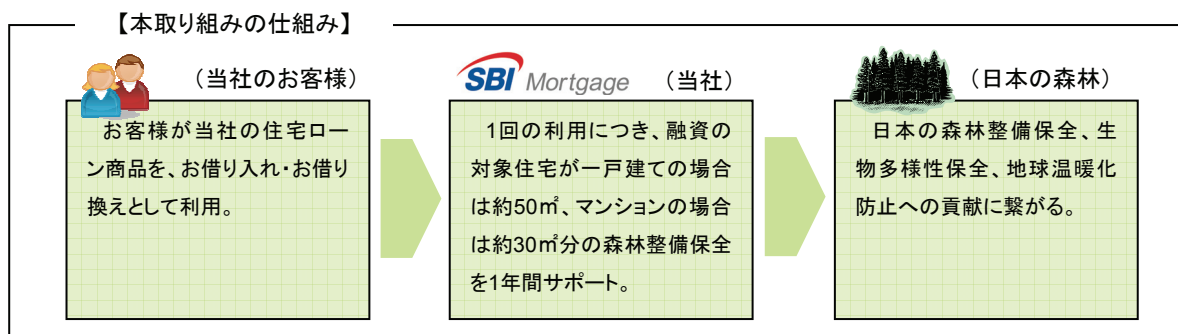 【本取り組みの仕組み】
(当社のお客様)
お客様が当社の住宅ロー
ン商品を、お借り入れ・お借り
換えとして利用。
SBI Mortgage (当社)
1回の利用につき、融資の
対象住宅が一戸建ての場合
は約50㎡、マンションの場合
は約30㎡分の森林整備保全
を1年間サポート。
(日本の森林)
日本の森林整備保全、生
物多様性保全、地球温暖化
防止への貢献に繋がる。